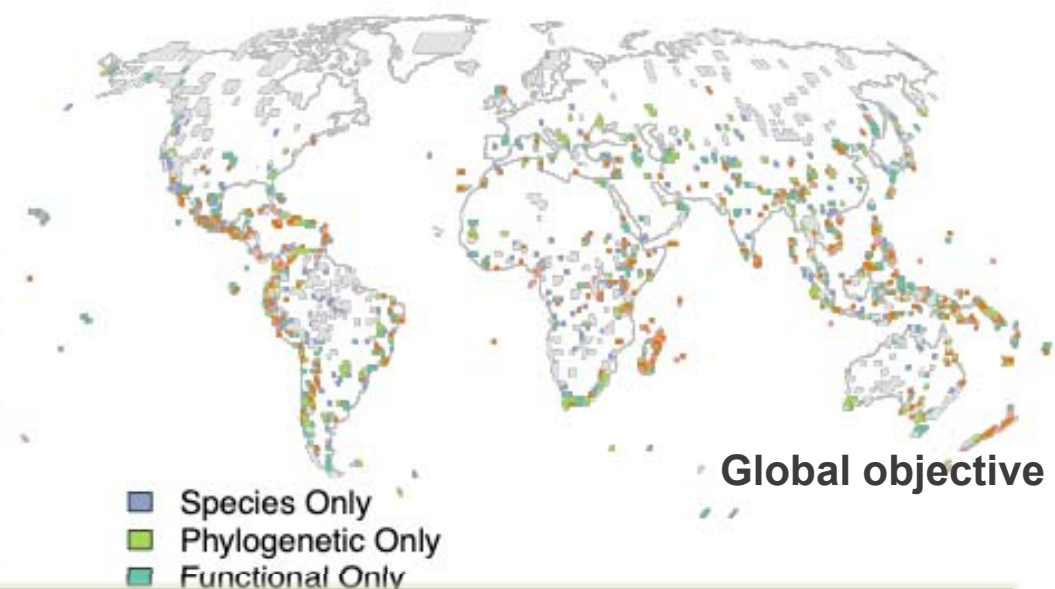 Global objective
Species Only
Phylogenetic Only
Functional Only